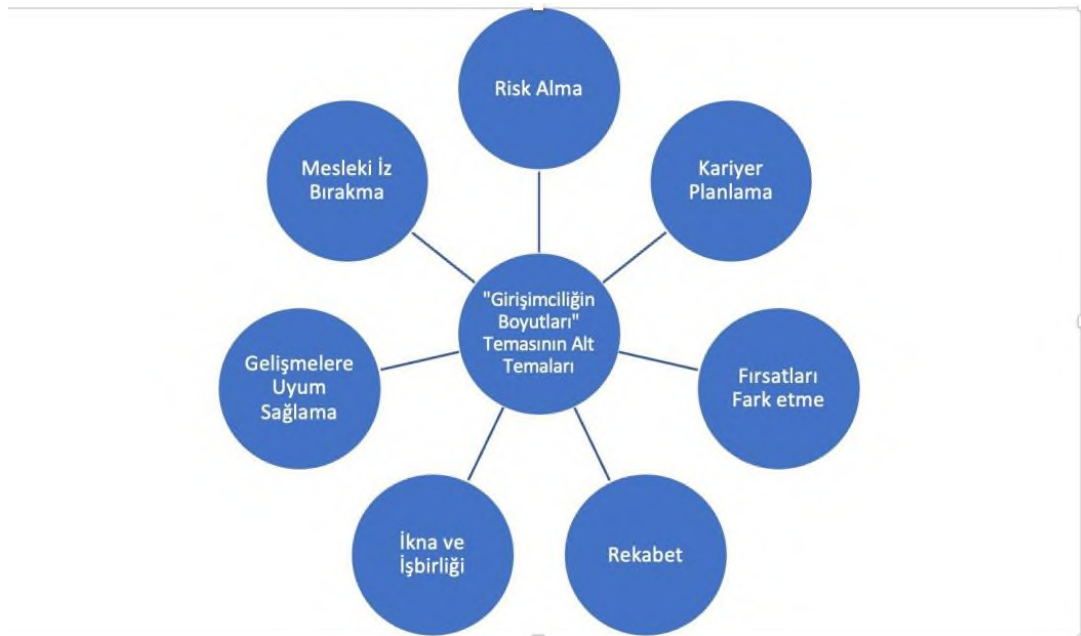 Risk Alma
Kariyer
Planlama
Fırsatları
Fark etme
Rekabet
İkna ve
İşbirliği
Gelişmelere
Uyum
Sağlama
Mesleki İz
Bırakma
"Girişimciliğin
Boyutları"
Temasının Alt
Temaları